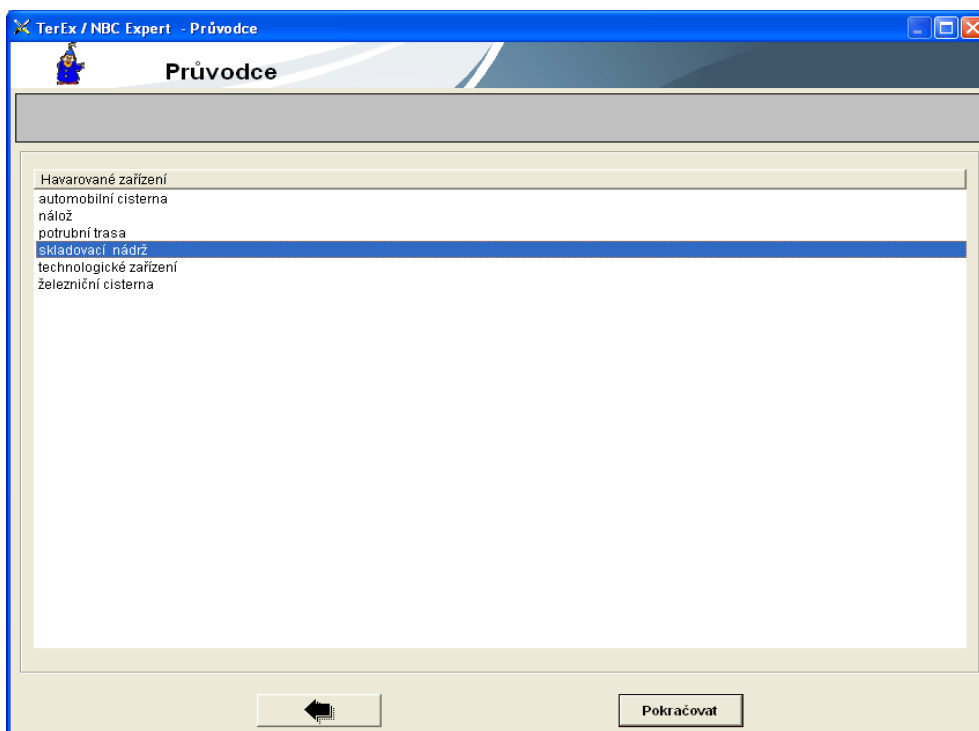 TerEx / NBC Expert - Průvodce
Průvodce
Havarované zařízení
automobilní cisterna
nálož
potrubní trasa
skladovací nádrž
technologické zařízení
železniční cisterna
Pokračovat